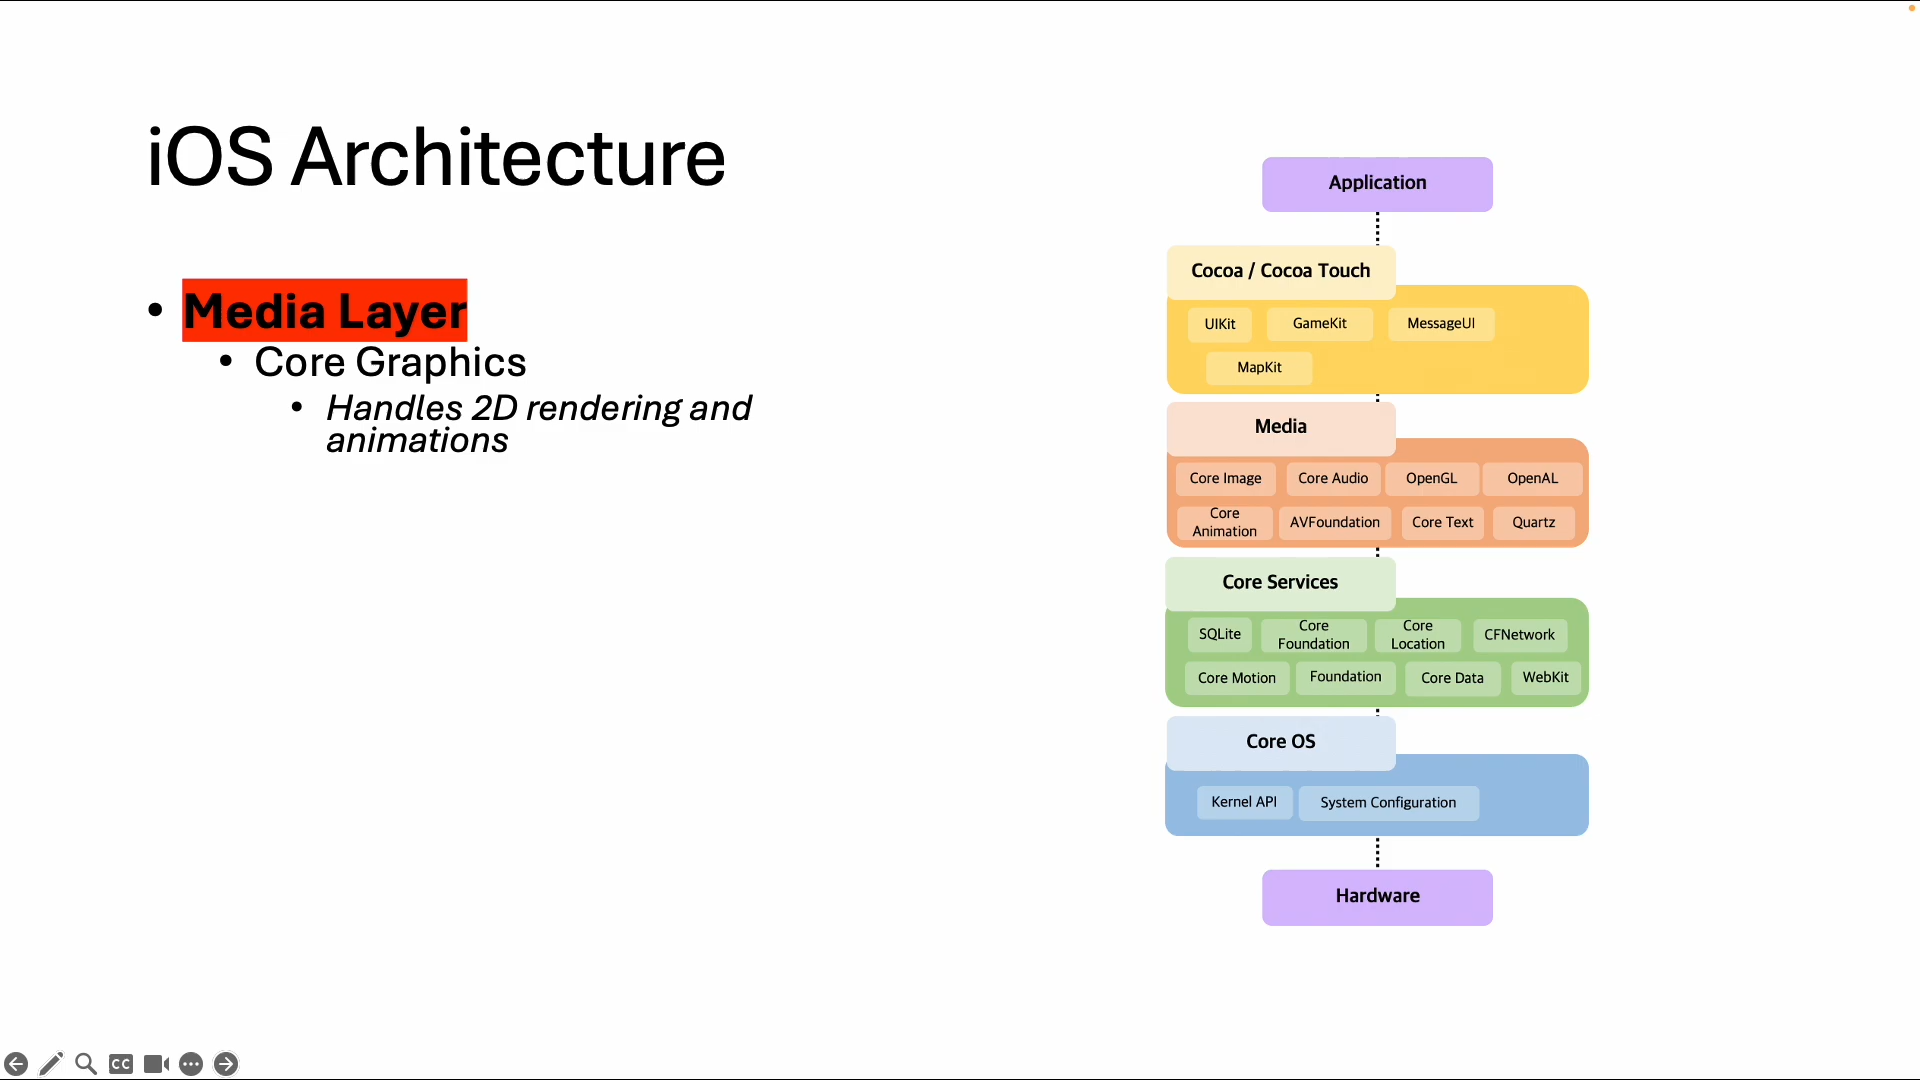 iOS Architecture
• Media Layer
• Core Graphics
• Handles 2D rendering and
animations
Application
Cocoa / Cocoa Touch
UIKit GameKit MessageUI
MapKit
Media
Core Image Core Audio OpenGL OpenAL
Core
Animation AVFoundation Core Text Quartz
Core Services
SQLite Core
Foundation Core
Location CFNetwork
Core Motion Foundation Core Data WebKit
Core OS
Kernel API System Configuration
Hardware
CC